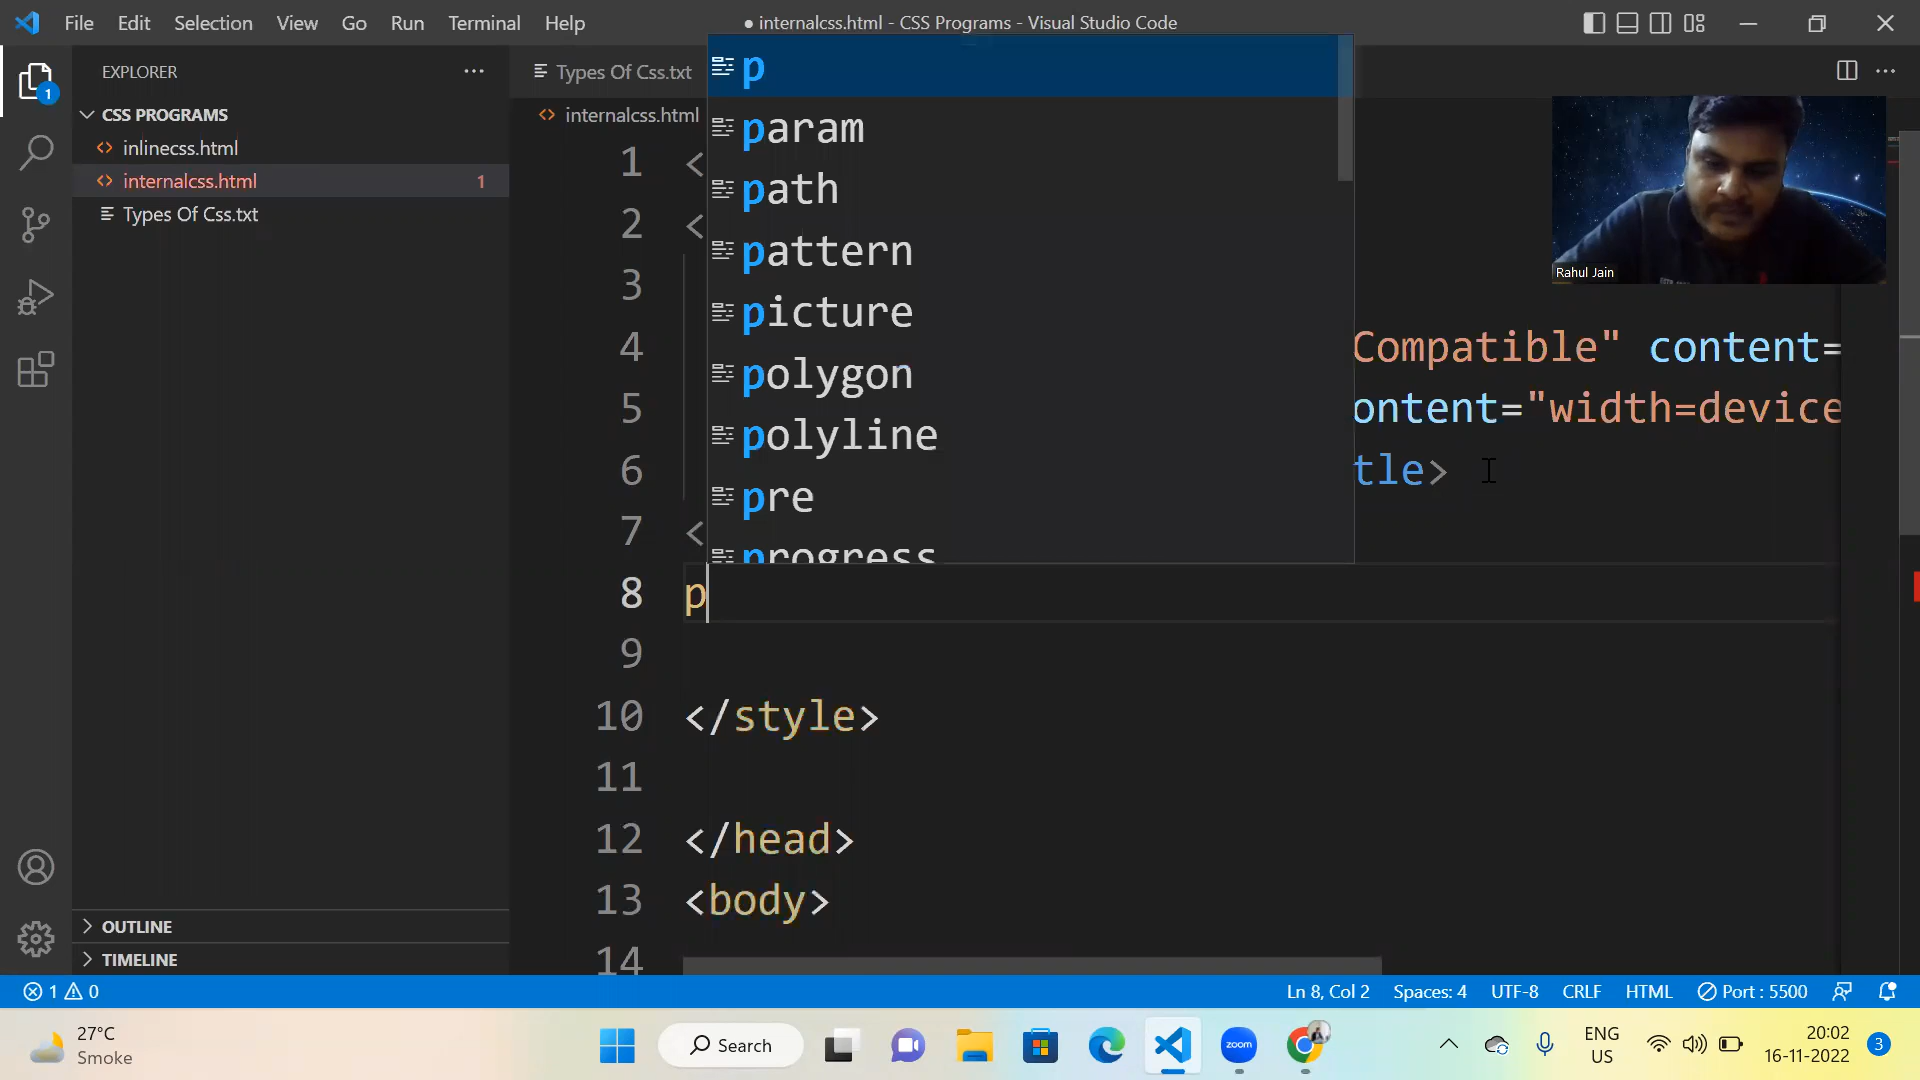 File Edit Selection View Go Run Terminal Help
● internalcss.html - CSS Programs - Visual Studio Code
EXPLORER
1
CSS PROGRAMS
inlinecss.html
internalcss.html 1
Types Of Css.txt
OUTLINE
TIMELINE
Types Of Css.txt
internalcss.html
p
param
path
pattern
picture
polygon
polyline
pre
progress
Rahul Jain
1 <
2 <
3
4 Compatible" content=
5 ontent="width=device
6 tle>
7 <
8 p
9
10 </style>
11
12 </head>
13 <body>
14
1 0
Ln 8, Col 2 Spaces: 4 UTF-8 CRLF HTML Port : 5500
27°C
Smoke
Search
zoom
ENG
US
20:02
16-11-2022
3